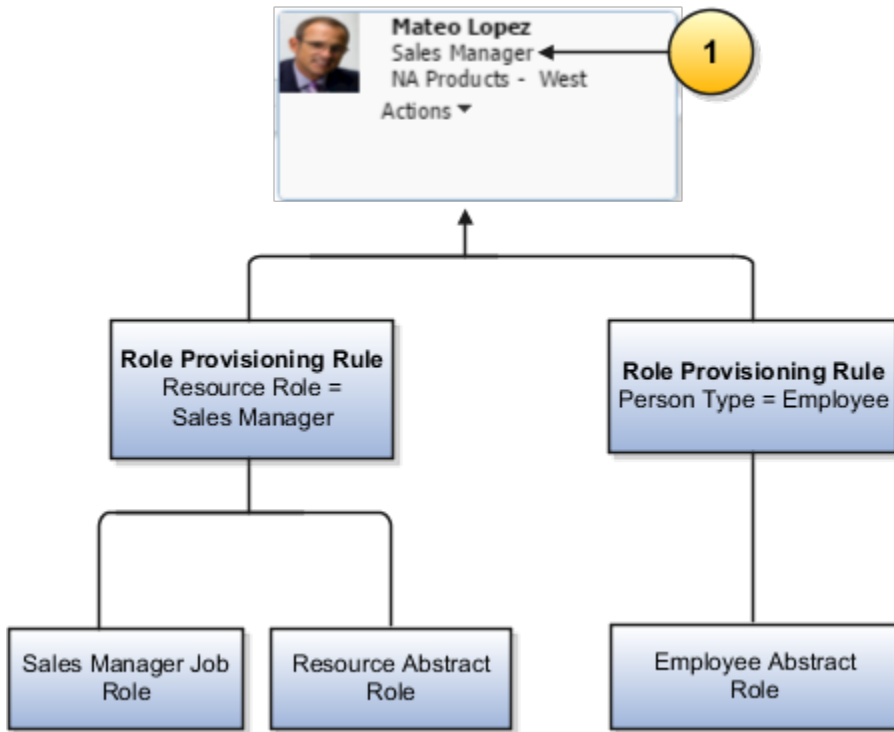 Mateo Lopez
Sales Manager
1
NA Products - West
Actions
Role Provisioning Rule
Resource Role =
Sales Manager
Role Provisioning Rule
Person Type = Employee
Sales Manager Job
Role
Resource Abstract
Role
Employee Abstract
Role